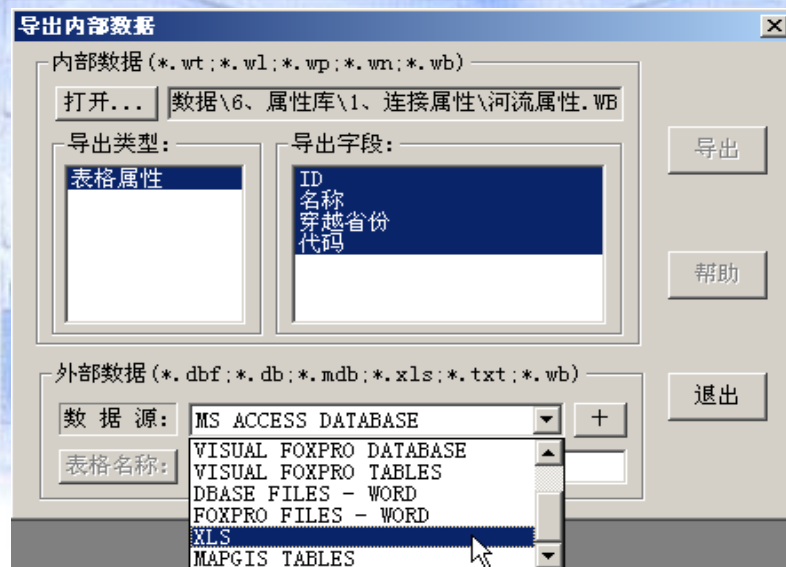 导出内部数据
内部数据(*.wt;*.wl;*.wp;*.wn;*.wb)
打开... 数据\6、属性库\1、连接属性\河流属性.WB
导出类型: 导出字段:
表格属性
ID
名称
穿越省份
代码
导出
帮助
外部数据(*.dbf;*.db;*.mdb;*.xls;*.txt;*.wb)
退出
数 据 源: MS ACCESS DATABASE +
表格名称:
VISUAL FOXPRO DATABASE
VISUAL FOXPRO TABLES
DBASE FILES - WORD
FOXPRO FILES - WORD
XLS
MAPGIS TABLES